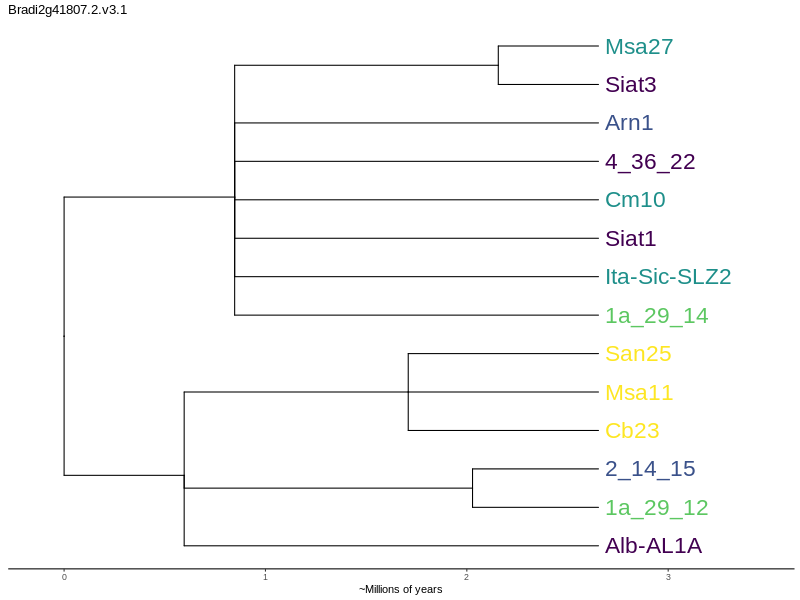 Bradi2g41807.2.v3.1
Msa27
Siat3
Arn1
4_36_22
Cm10
Siat1
Ita-Sic-SLZ2
1a_29_14
San25
Msa11
Cb23
2_14_15
1a_29_12
Alb-AL1A
0 1 2 3
~Millions of years